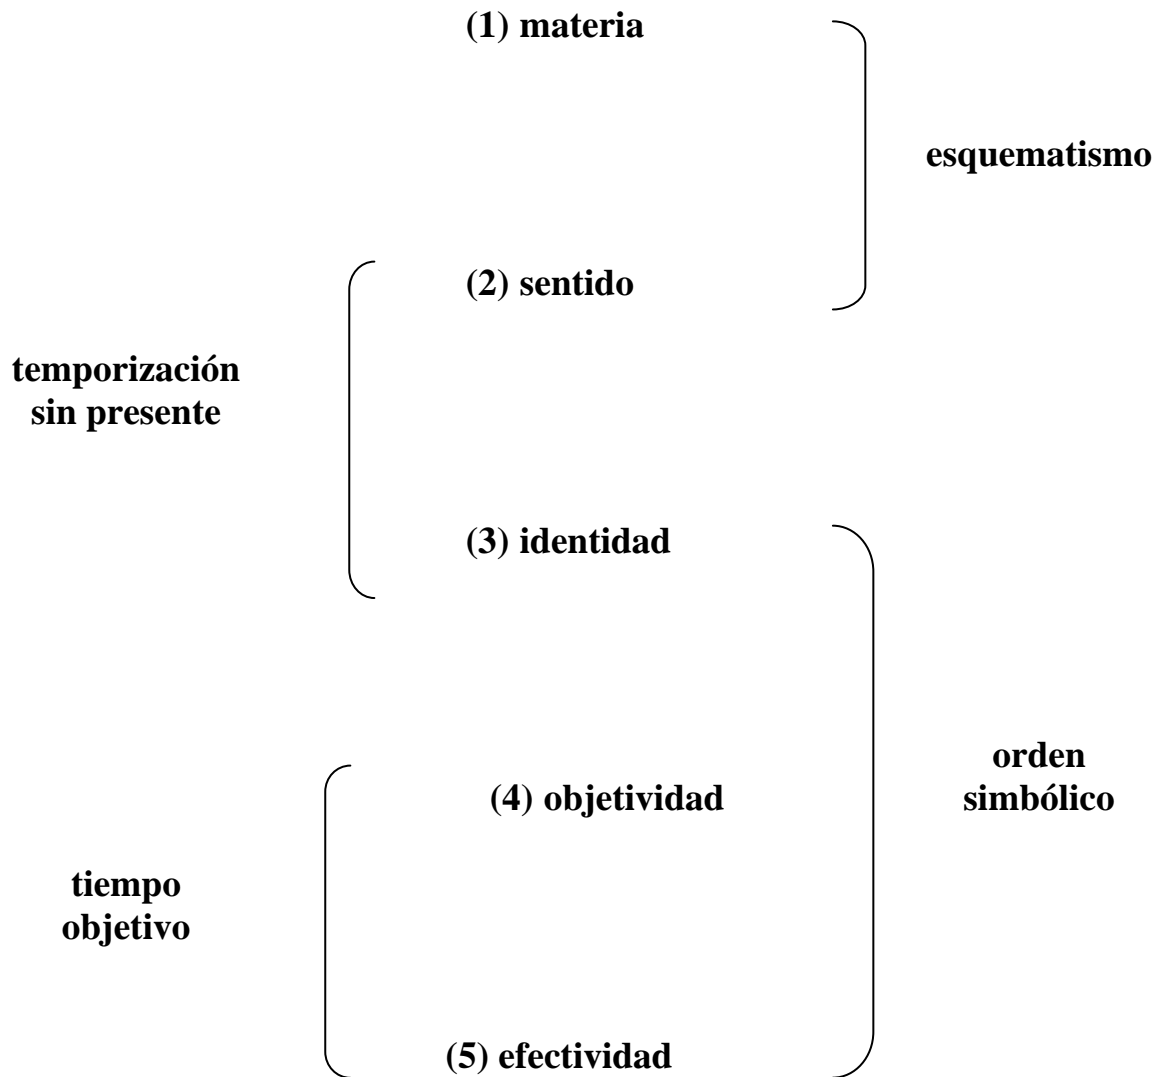 (1) materia
esquematismo
(2) sentido
temporización
sin presente
(3) identidad
orden
simbólico
(4) objetividad
tiempo
objetivo
(5) efectividad